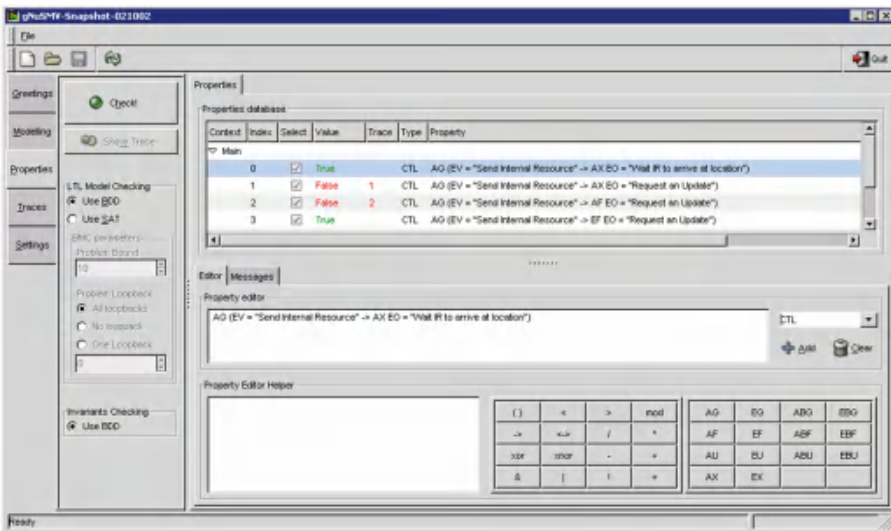 gNuSMV-Snapshot-021002
File
Quit
Greetings
Modelling
Properties
Traces
Settings
Check!
Show Trace
LTL Model Checking
Use BDD
Use SAT
BMC parameters
Problem Bound
10
Problem Loopback
All loopbacks
No loopback
One Loopback
0
Invariants Checking
Use BDD
Properties
Properties database
Context Index Select Value Trace Type Property
Main
0 True CTL AG (EV = "Send Internal Resource" -> AX EO = "Wait IR to arrive at location")
1 False 1 CTL AG (EV = "Send Internal Resource" -> AX EO = "Request an Update")
2 False 2 CTL AG (EV = "Send Internal Resource" -> AF EO = "Request an Update")
3 True CTL AG (EV = "Send Internal Resource" -> EF EO = "Request an Update")
Editor Messages
Property editor
AG (EV = "Send Internal Resource" -> AX EO = "Wait IR to arrive at location")
CTL
Add Clear
Property Editor Helper
( ) < > mod AG EG ABG EBG
-> <-> / * AF EF ABF EBF
xor xnor - + AU EU ABU EBU
& | ! = AX EX
Ready